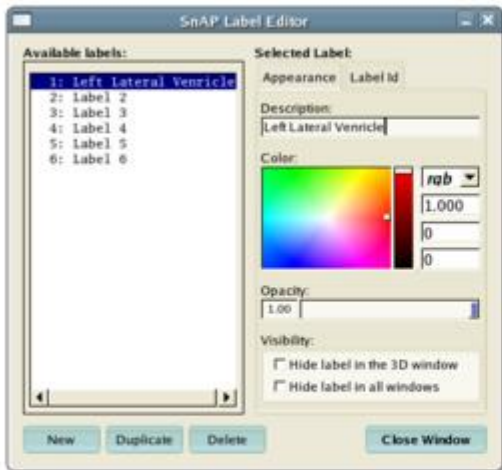 SnAP Label Editor
Available labels:
1: Left Lateral Venricle
2: Label 2
3: Label 3
4: Label 4
5: Label 5
6: Label 6
New
Duplicate
Delete
Selected Label:
Appearance
Label Id
Description:
Left Lateral Venricle
Color:
rgb
1.000
0
0
Opacity:
1.00
Visibility:
Hide label in the 3D window
Hide label in all windows
Close Window